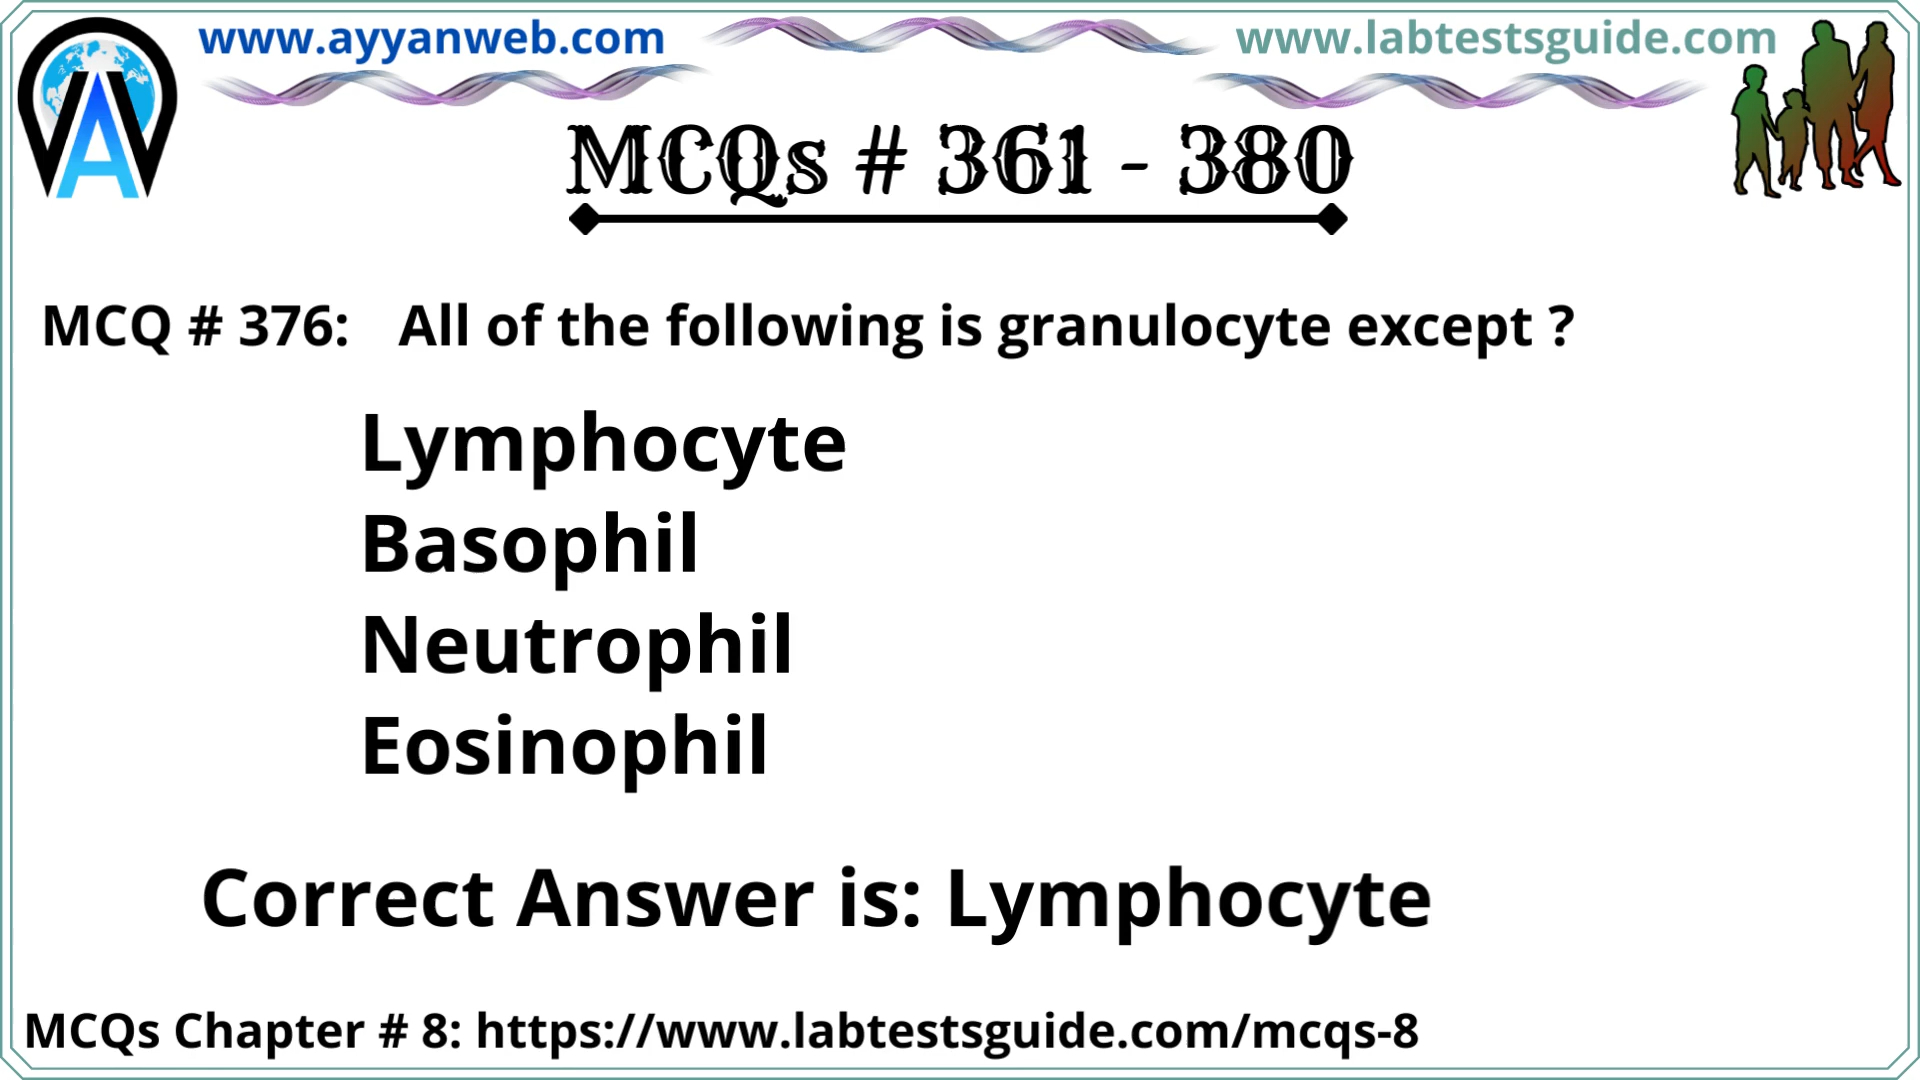 www.ayyanweb.com
www.labtestsguide.com
MCQs # 361 - 380
MCQ # 376: All of the following is granulocyte except ?
Lymphocyte
Basophil
Neutrophil
Eosinophil
Correct Answer is: Lymphocyte
MCQs Chapter # 8: https://www.labtestsguide.com/mcqs-8